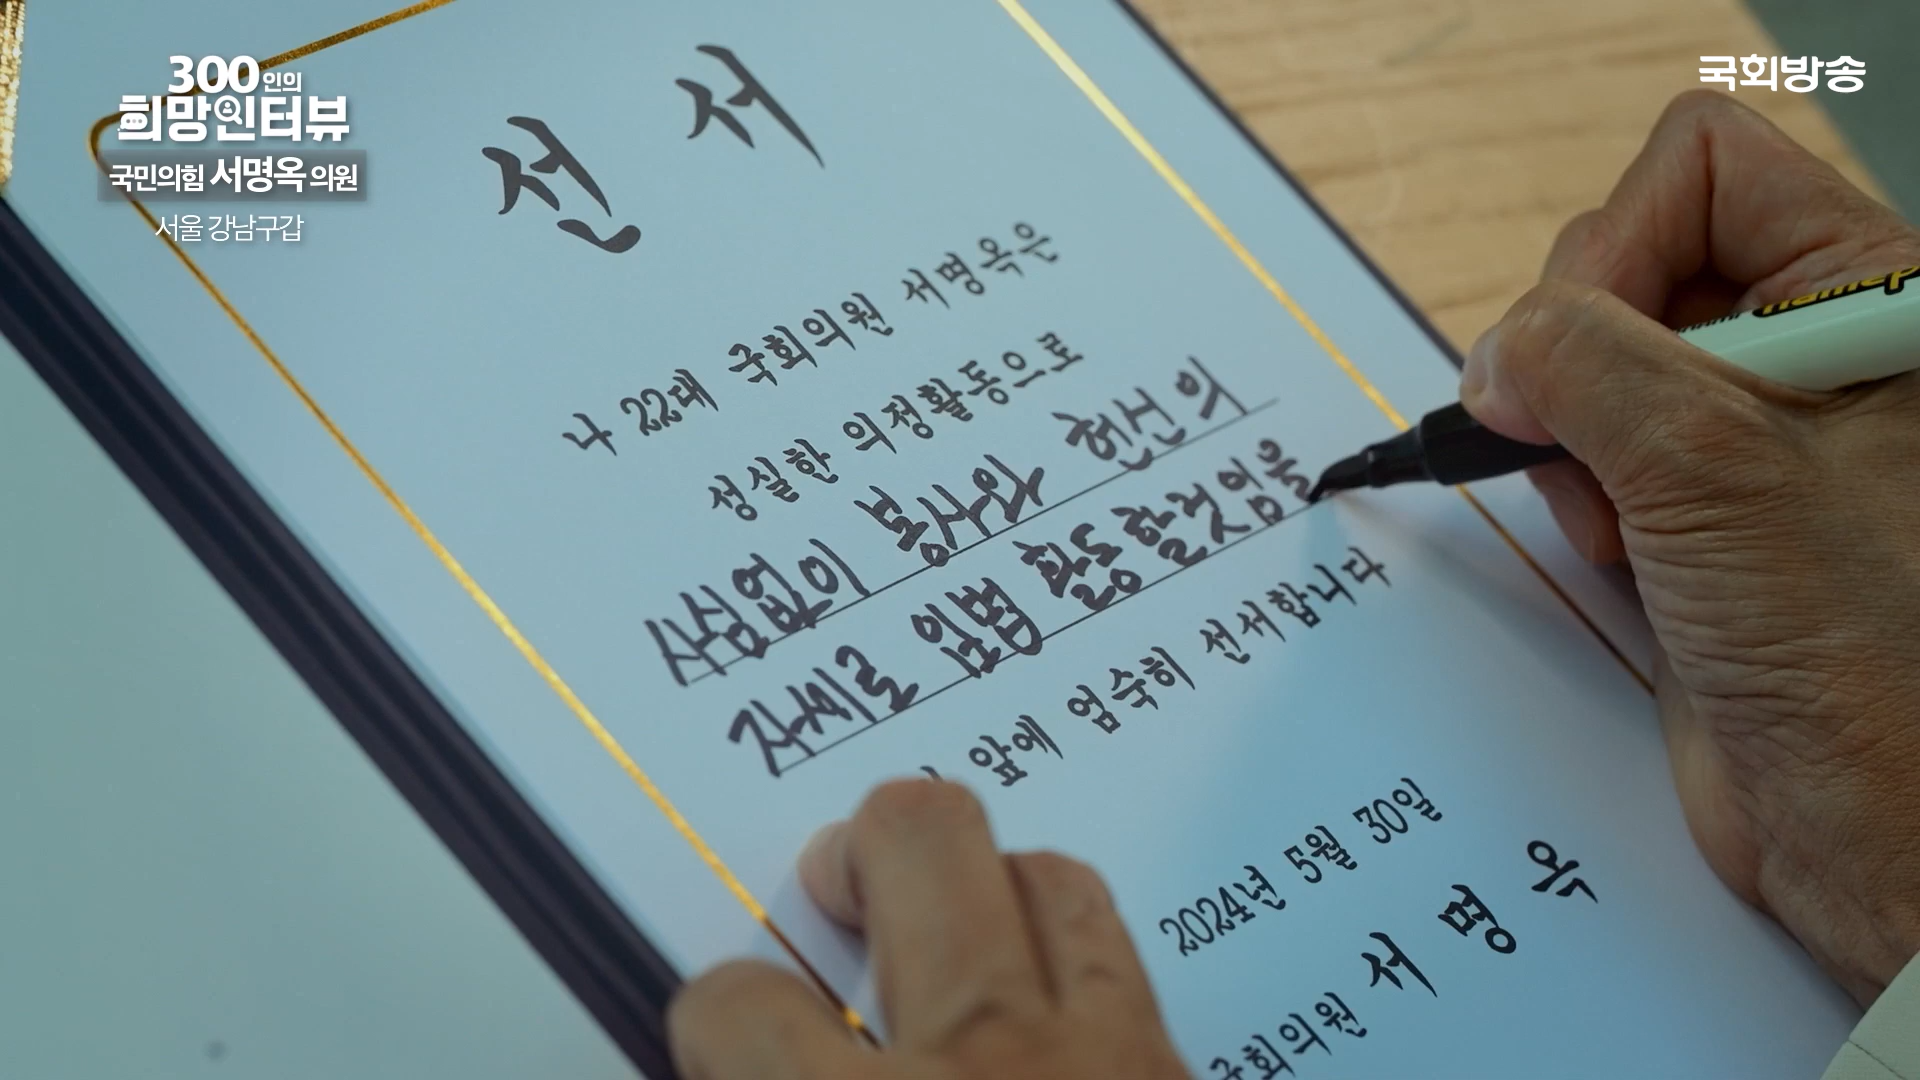 300인의
희망인터뷰
국민의힘 서명옥 의원
서울 강남구갑
국회방송
선서
나 22대 국회의원 서명옥은
성실한 의정활동으로
사심없이 봉사와 헌신의
자세로 입법 활동 할것임을
앞에 엄숙히 선서합니다
2024년 5월 30일
국회의원 서명옥